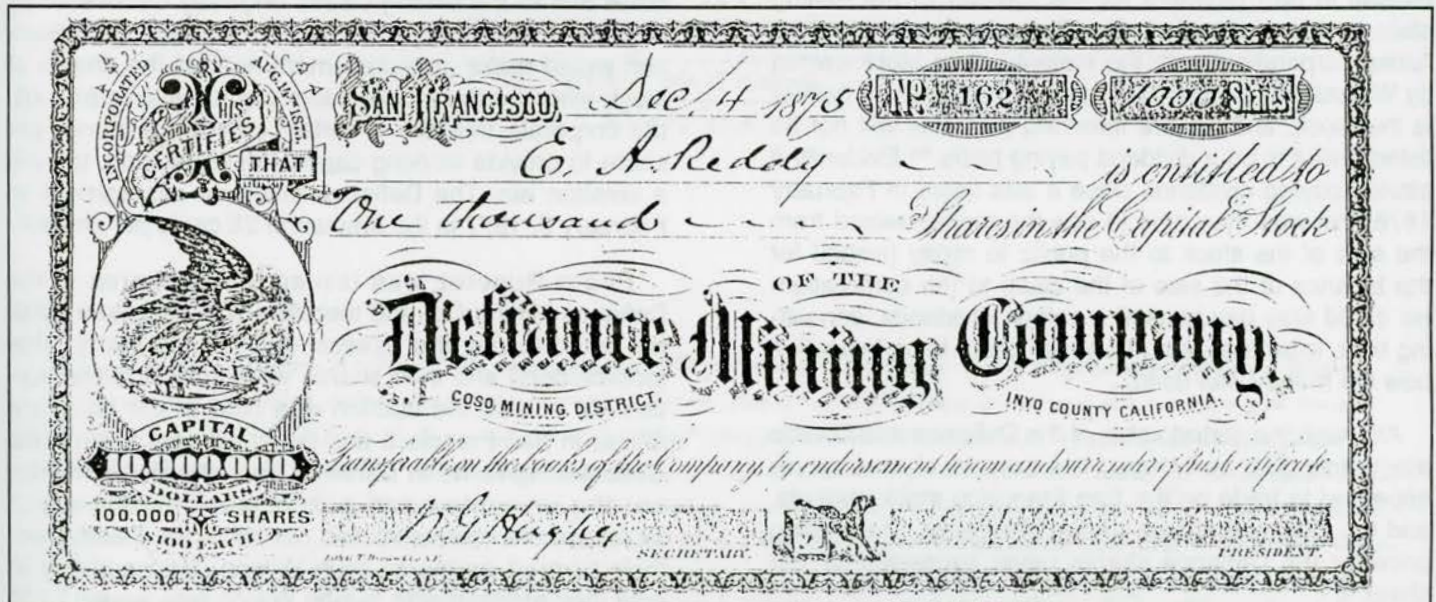 INCORPORATED AUG. 1ST 1875
THIS
CERTIFIES
THAT
SAN FRANCISCO, Dec 14 1875
No. 162
1000 SHS
E. A. Reddy is entitled to
One thousand Shares in the Capital Stock
OF THE
Defiance Mining Company
COSO MINING DISTRICT, INYO COUNTY CALIFORNIA.
CAPITAL
10,000,000
DOLLARS
100.000 SHARES
$100 EACH
Transferable on the books of the Company, by endorsement hereon and surrender of this certificate.
R G Hughes SECRETARY.
PRESIDENT.